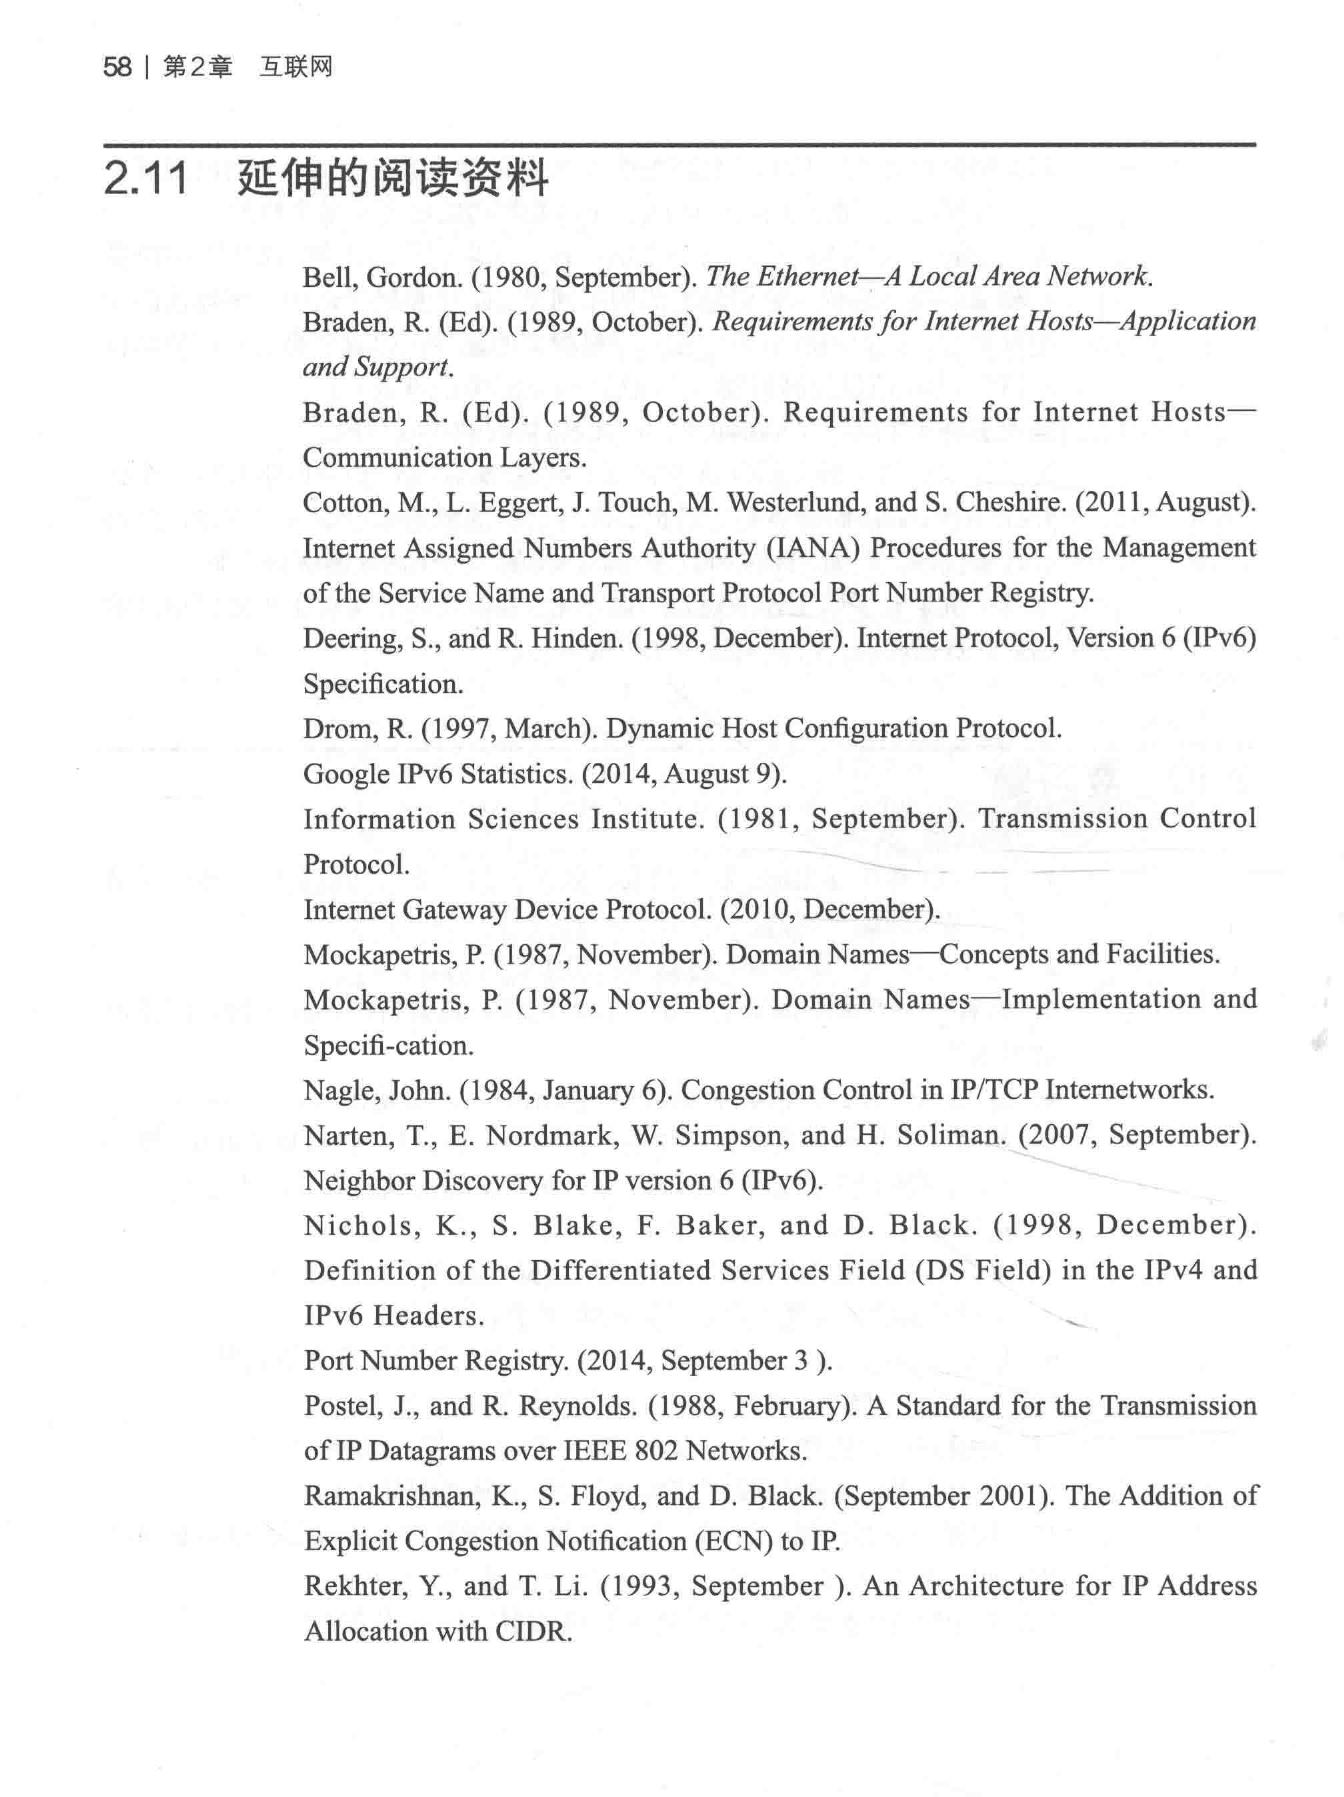 58 | 第2章 互联网
2.11 延伸的阅读资料
Bell, Gordon. (1980, September). The Ethernet—A Local Area Network.
Braden, R. (Ed). (1989, October). Requirements for Internet Hosts—Application
and Support.
Braden, R. (Ed). (1989, October). Requirements for Internet Hosts—
Communication Layers.
Cotton, M., L. Eggert, J. Touch, M. Westerlund, and S. Cheshire. (2011, August).
Internet Assigned Numbers Authority (IANA) Procedures for the Management
of the Service Name and Transport Protocol Port Number Registry.
Deering, S., and R. Hinden. (1998, December). Internet Protocol, Version 6 (IPv6)
Specification.
Drom, R. (1997, March). Dynamic Host Configuration Protocol.
Google IPv6 Statistics. (2014, August 9).
Information Sciences Institute. (1981, September). Transmission Control
Protocol.
Internet Gateway Device Protocol. (2010, December).
Mockapetris, P. (1987, November). Domain Names—Concepts and Facilities.
Mockapetris, P. (1987, November). Domain Names—Implementation and
Specifi-cation.
Nagle, John. (1984, January 6). Congestion Control in IP/TCP Internetworks.
Narten, T., E. Nordmark, W. Simpson, and H. Soliman. (2007, September).
Neighbor Discovery for IP version 6 (IPv6).
Nichols, K., S. Blake, F. Baker, and D. Black. (1998, December).
Definition of the Differentiated Services Field (DS Field) in the IPv4 and
IPv6 Headers.
Port Number Registry. (2014, September 3 ).
Postel, J., and R. Reynolds. (1988, February). A Standard for the Transmission
of IP Datagrams over IEEE 802 Networks.
Ramakrishnan, K., S. Floyd, and D. Black. (September 2001). The Addition of
Explicit Congestion Notification (ECN) to IP.
Rekhter, Y., and T. Li. (1993, September ). An Architecture for IP Address
Allocation with CIDR.